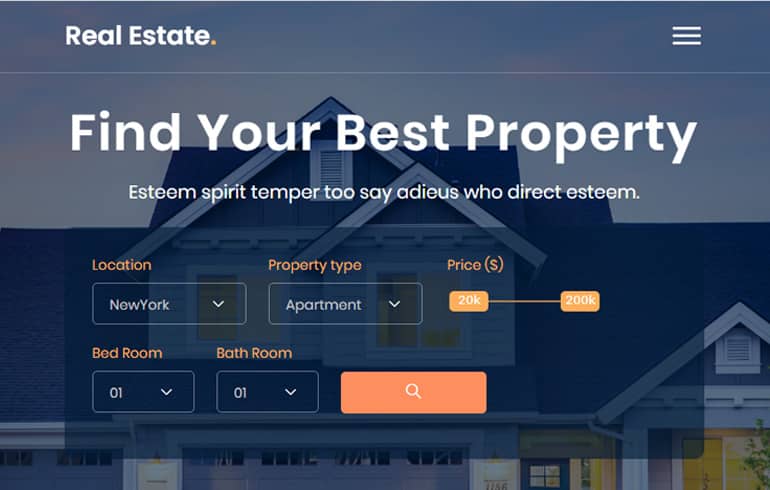 Real Estate.
Find Your Best Property
Esteem spirit temper too say adieus who direct esteem.
Location Property type Price ($)
NewYork Apartment 20k 200k
Bed Room Bath Room
01 01
1186